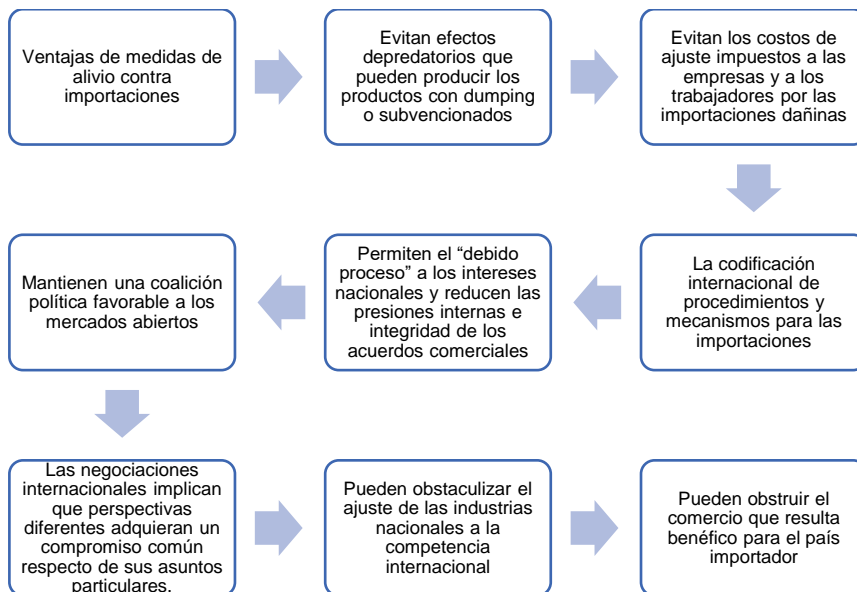 Ventajas de medidas de
alivio contra
importaciones
Evitan efectos
depredatorios que
pueden producir los
productos con dumping
o subvencionados
Evitan los costos de
ajuste impuestos a las
empresas y a los
trabajadores por las
importaciones dañinas
La codificación
internacional de
procedimientos y
mecanismos para las
importaciones
Permiten el “debido
proceso” a los intereses
nacionales y reducen las
presiones internas e
integridad de los
acuerdos comerciales
Mantienen una coalición
política favorable a los
mercados abiertos
Las negociaciones
internacionales implican
que perspectivas
diferentes adquieran un
compromiso común
respecto de sus asuntos
particulares.
Pueden obstaculizar el
ajuste de las industrias
nacionales a la
competencia
internacional
Pueden obstruir el
comercio que resulta
benéfico para el país
importador